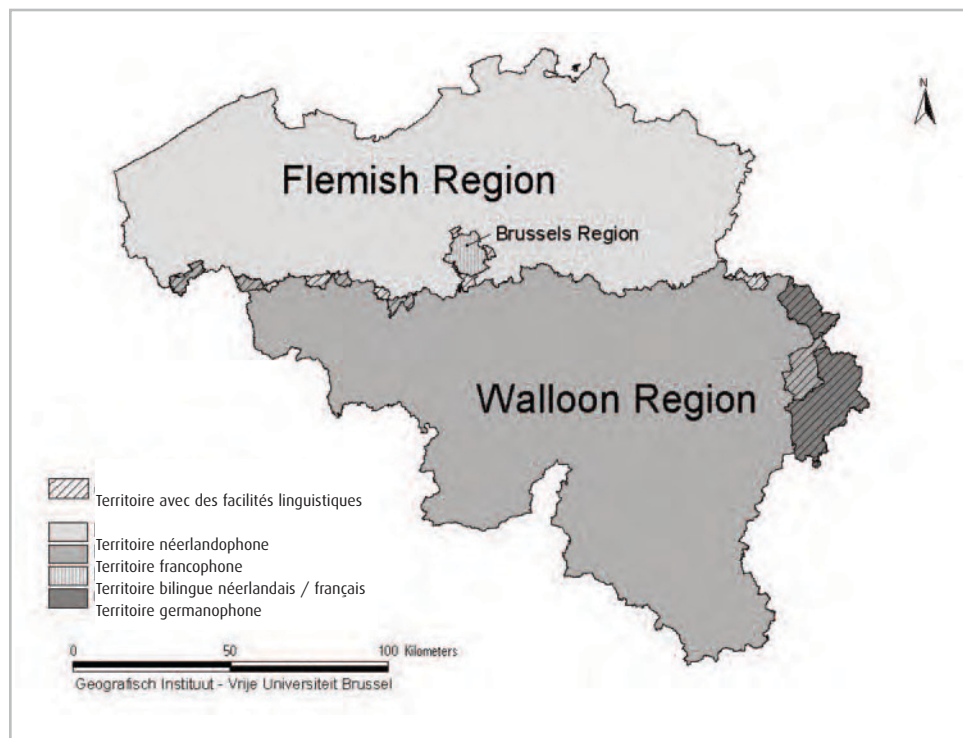 N
Flemish Region
Brussels Region
Walloon Region
Territoire avec des facilités linguistiques
Territoire néerlandophone
Territoire francophone
Territoire bilingue néerlandais / français
Territoire germanophone
0 50 100 Kilometers
Geografisch Instituut - Vrije Universiteit Brussel